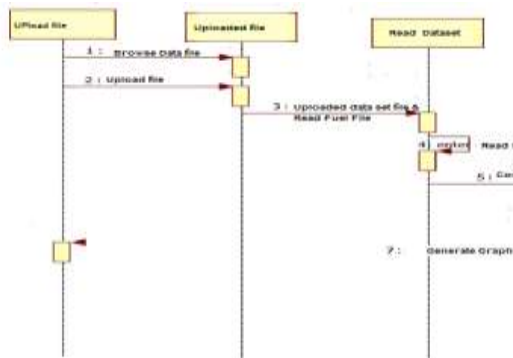 UPload file
Uploaded file
Read Dataset
1 : Browse Data file
2 : Upload file
3 : Uploaded data set file &
Read Fuel File
4
Read
5 :
7 : Generate Graph